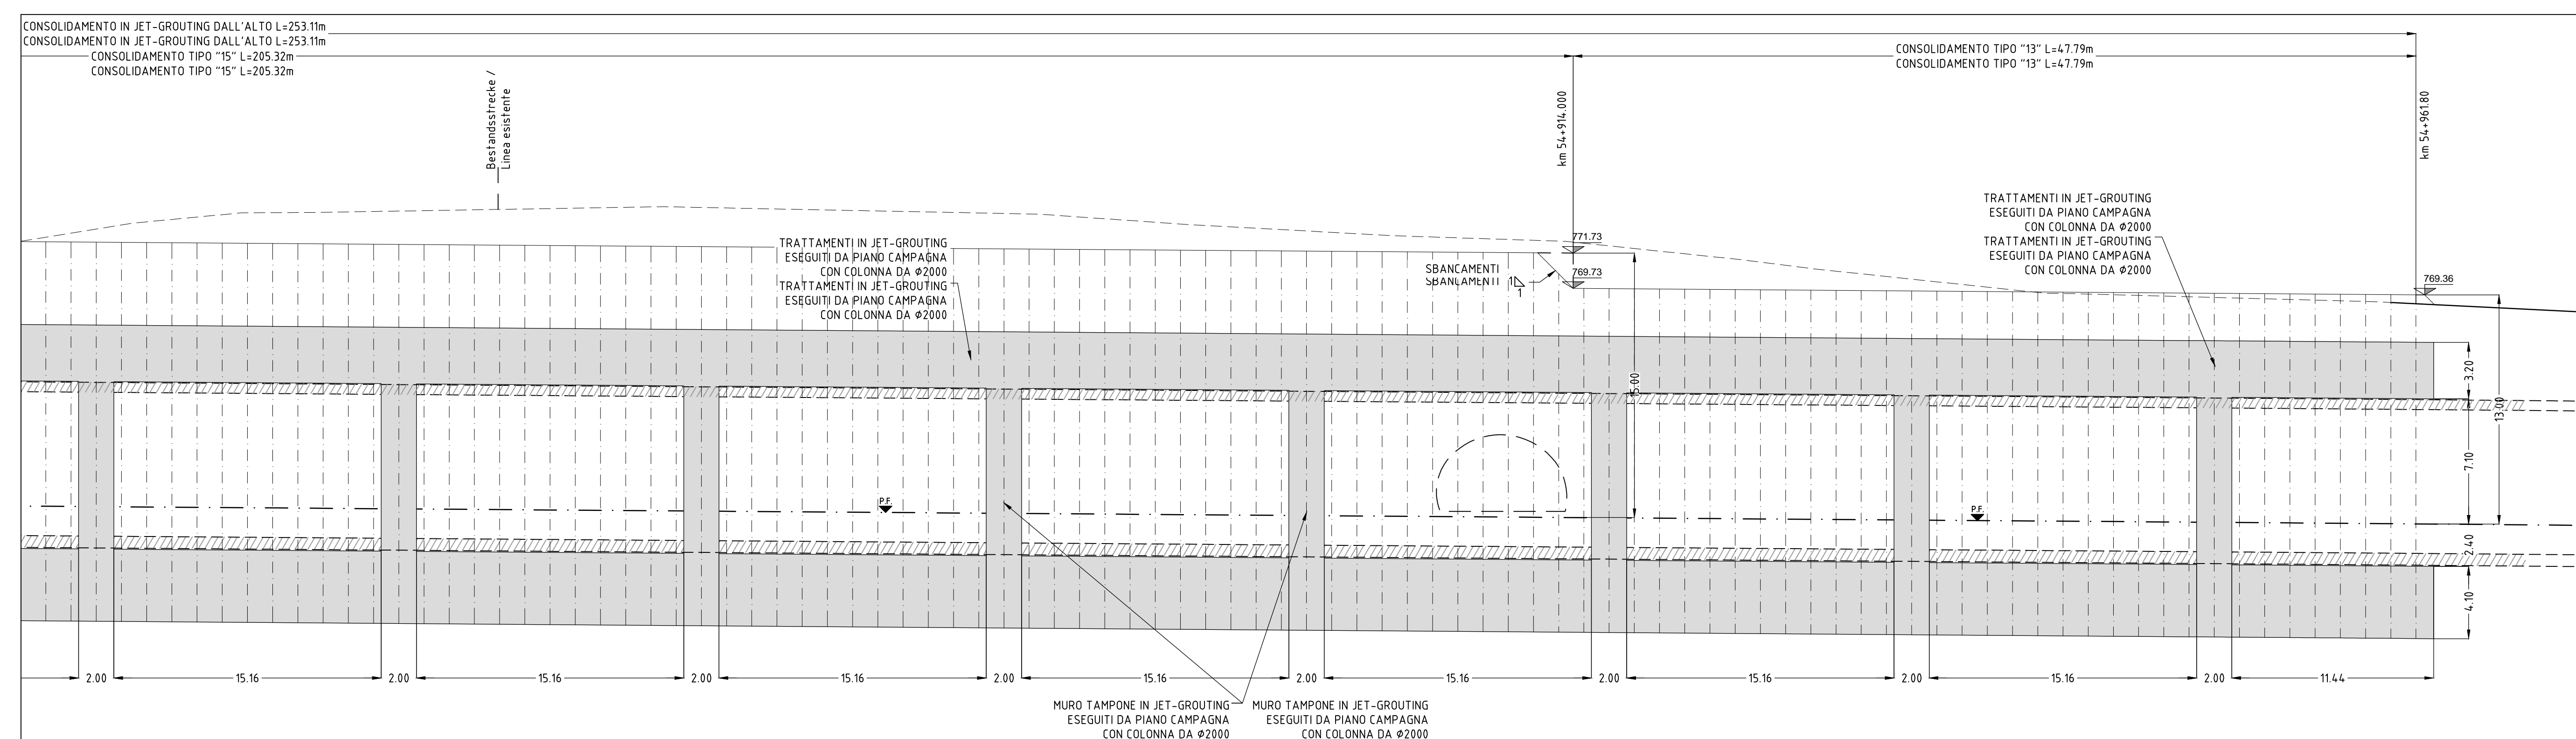 CONSOLIDAMENTO IN JET-GROUTING DALL'ALTO L=253.11m
CONSOLIDAMENTO IN JET-GROUTING DALL'ALTO L=253.11m
CONSOLIDAMENTO TIPO "15" L=205.32m
CONSOLIDAMENTO TIPO "15" L=205.32m
CONSOLIDAMENTO TIPO "13" L=47.79m
CONSOLIDAMENTO TIPO "13" L=47.79m
Bestandsstrecke /
Linea esistente
km 54+914.000
km 54+961.80
TRATTAMENTI IN JET-GROUTING
ESEGUITI DA PIANO CAMPAGNA
CON COLONNA DA Ø2000
TRATTAMENTI IN JET-GROUTING
ESEGUITI DA PIANO CAMPAGNA
CON COLONNA DA Ø2000
TRATTAMENTI IN JET-GROUTING
ESEGUITI DA PIANO CAMPAGNA
CON COLONNA DA Ø2000
TRATTAMENTI IN JET-GROUTING
ESEGUITI DA PIANO CAMPAGNA
CON COLONNA DA Ø2000
771.73
SBANCAMENTI
SBANCAMENTI
1
1
769.73
769.36
15.00
3.20
13.00
7.10
2.40
4.10
P.F.
P.F.
2.00
15.16
2.00
15.16
2.00
15.16
2.00
15.16
2.00
15.16
2.00
15.16
2.00
15.16
2.00
11.44
MURO TAMPONE IN JET-GROUTING
ESEGUITI DA PIANO CAMPAGNA
CON COLONNA DA Ø2000
MURO TAMPONE IN JET-GROUTING
ESEGUITI DA PIANO CAMPAGNA
CON COLONNA DA Ø2000